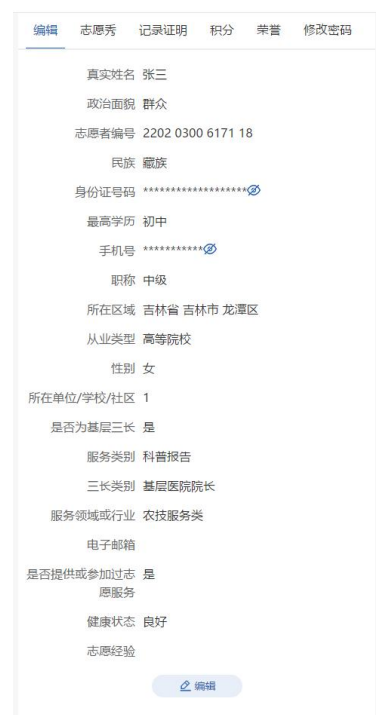 编辑 志愿秀 记录证明 积分 荣誉 修改密码
真实姓名 张三
政治面貌 群众
志愿者编号 2202 0300 6171 18
民族 藏族
身份证号码 *******************
最高学历 初中
手机号 ***********
职称 中级
所在区域 吉林省 吉林市 龙潭区
从业类型 高等院校
性别 女
所在单位/学校/社区 1
是否为基层三长 是
服务类别 科普报告
三长类别 基层医院院长
服务领域或行业 农技服务类
电子邮箱
是否提供或参加过志 是
愿服务
健康状态 良好
志愿经验
编辑